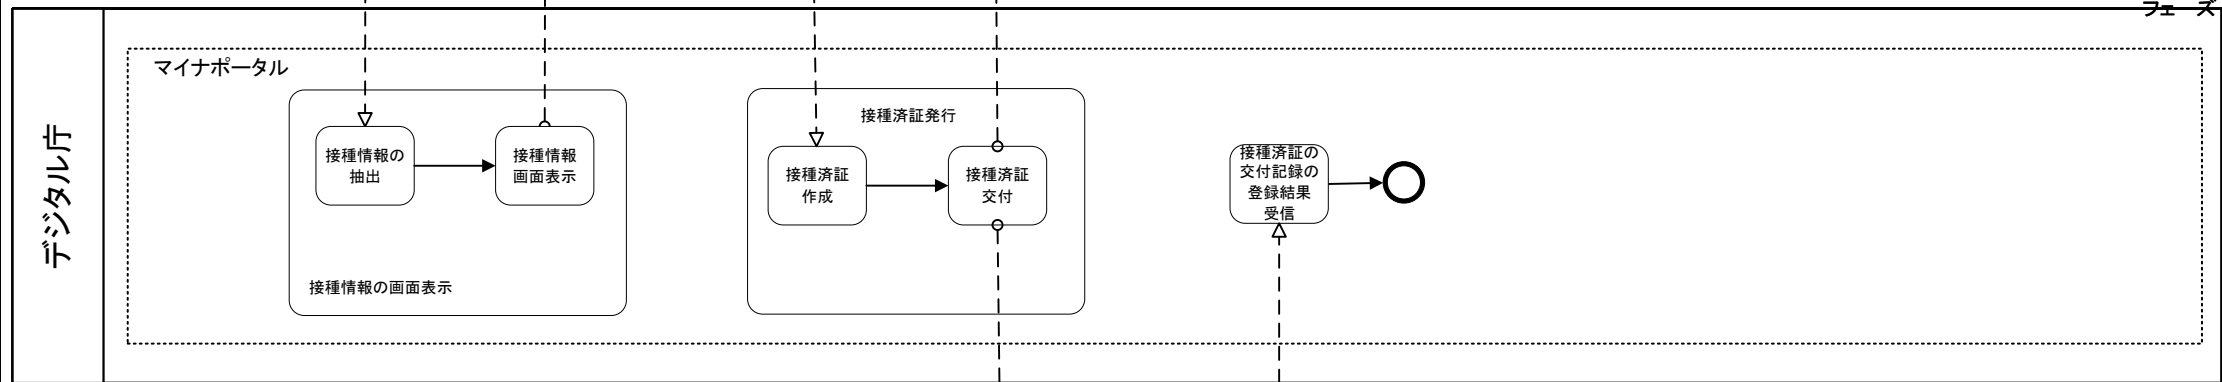 フェーズ
デジタル庁
マイナポータル
接種情報の
抽出
接種情報
画面表示
接種情報の画面表示
接種済証発行
接種済証
作成
接種済証
交付
接種済証の
交付記録の
登録結果
受信